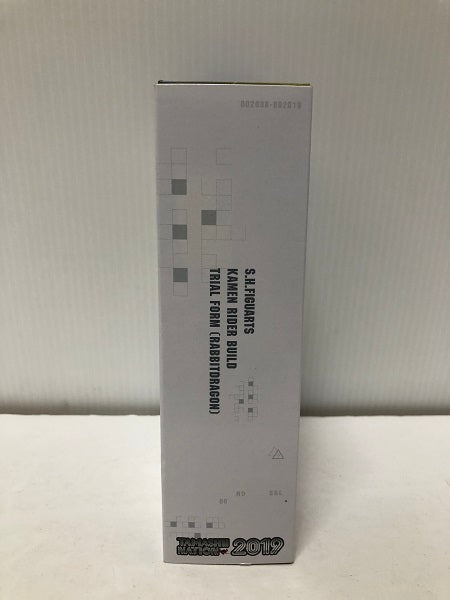 S.H.FIGUARTS
KAMEN RIDER BUILD
TRIAL FORM (RABBITDRAGON)
TAMASHII
NATION 2019